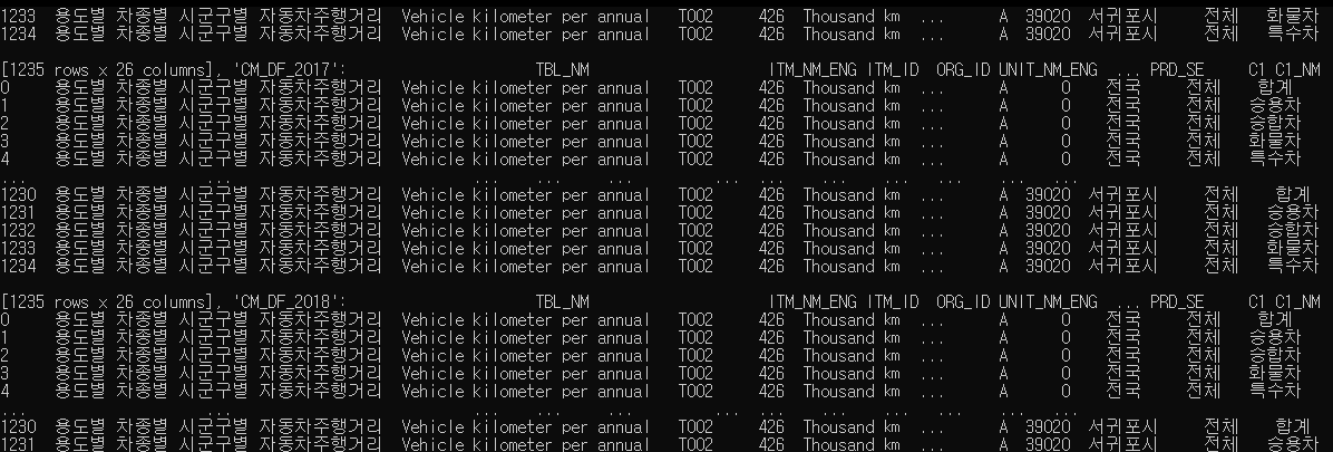 1233 용도별 차종별 시군구별 자동차주행거리 Vehicle kilometer per annual T002 426 Thousand km ... A 39020 서귀포시 전체 화물차
1234 용도별 차종별 시군구별 자동차주행거리 Vehicle kilometer per annual T002 426 Thousand km ... A 39020 서귀포시 전체 특수차
[1235 rows x 26 columns], 'CM_DF_2017': TBL_NM ITM_NM_ENG ITM_ID ORG_ID UNIT_NM_ENG ... PRD_SE C1 C1_NM
0 용도별 차종별 시군구별 자동차주행거리 Vehicle kilometer per annual T002 426 Thousand km ... A 0 전국 전체 합계
1 용도별 차종별 시군구별 자동차주행거리 Vehicle kilometer per annual T002 426 Thousand km ... A 0 전국 전체 승용차
2 용도별 차종별 시군구별 자동차주행거리 Vehicle kilometer per annual T002 426 Thousand km ... A 0 전국 전체 승합차
3 용도별 차종별 시군구별 자동차주행거리 Vehicle kilometer per annual T002 426 Thousand km ... A 0 전국 전체 화물차
4 용도별 차종별 시군구별 자동차주행거리 Vehicle kilometer per annual T002 426 Thousand km ... A 0 전국 전체 특수차
... ... ... ... ... ... ... ... ... ... ...
1230 용도별 차종별 시군구별 자동차주행거리 Vehicle kilometer per annual T002 426 Thousand km ... A 39020 서귀포시 전체 합계
1231 용도별 차종별 시군구별 자동차주행거리 Vehicle kilometer per annual T002 426 Thousand km ... A 39020 서귀포시 전체 승용차
1232 용도별 차종별 시군구별 자동차주행거리 Vehicle kilometer per annual T002 426 Thousand km ... A 39020 서귀포시 전체 승합차
1233 용도별 차종별 시군구별 자동차주행거리 Vehicle kilometer per annual T002 426 Thousand km ... A 39020 서귀포시 전체 화물차
1234 용도별 차종별 시군구별 자동차주행거리 Vehicle kilometer per annual T002 426 Thousand km ... A 39020 서귀포시 전체 특수차
[1235 rows x 26 columns], 'CM_DF_2018': TBL_NM ITM_NM_ENG ITM_ID ORG_ID UNIT_NM_ENG ... PRD_SE C1 C1_NM
0 용도별 차종별 시군구별 자동차주행거리 Vehicle kilometer per annual T002 426 Thousand km ... A 0 전국 전체 합계
1 용도별 차종별 시군구별 자동차주행거리 Vehicle kilometer per annual T002 426 Thousand km ... A 0 전국 전체 승용차
2 용도별 차종별 시군구별 자동차주행거리 Vehicle kilometer per annual T002 426 Thousand km ... A 0 전국 전체 승합차
3 용도별 차종별 시군구별 자동차주행거리 Vehicle kilometer per annual T002 426 Thousand km ... A 0 전국 전체 화물차
4 용도별 차종별 시군구별 자동차주행거리 Vehicle kilometer per annual T002 426 Thousand km ... A 0 전국 전체 특수차
... ... ... ... ... ... ... ... ... ... ...
1230 용도별 차종별 시군구별 자동차주행거리 Vehicle kilometer per annual T002 426 Thousand km ... A 39020 서귀포시 전체 합계
1231 용도별 차종별 시군구별 자동차주행거리 Vehicle kilometer per annual T002 426 Thousand km ... A 39020 서귀포시 전체 승용차